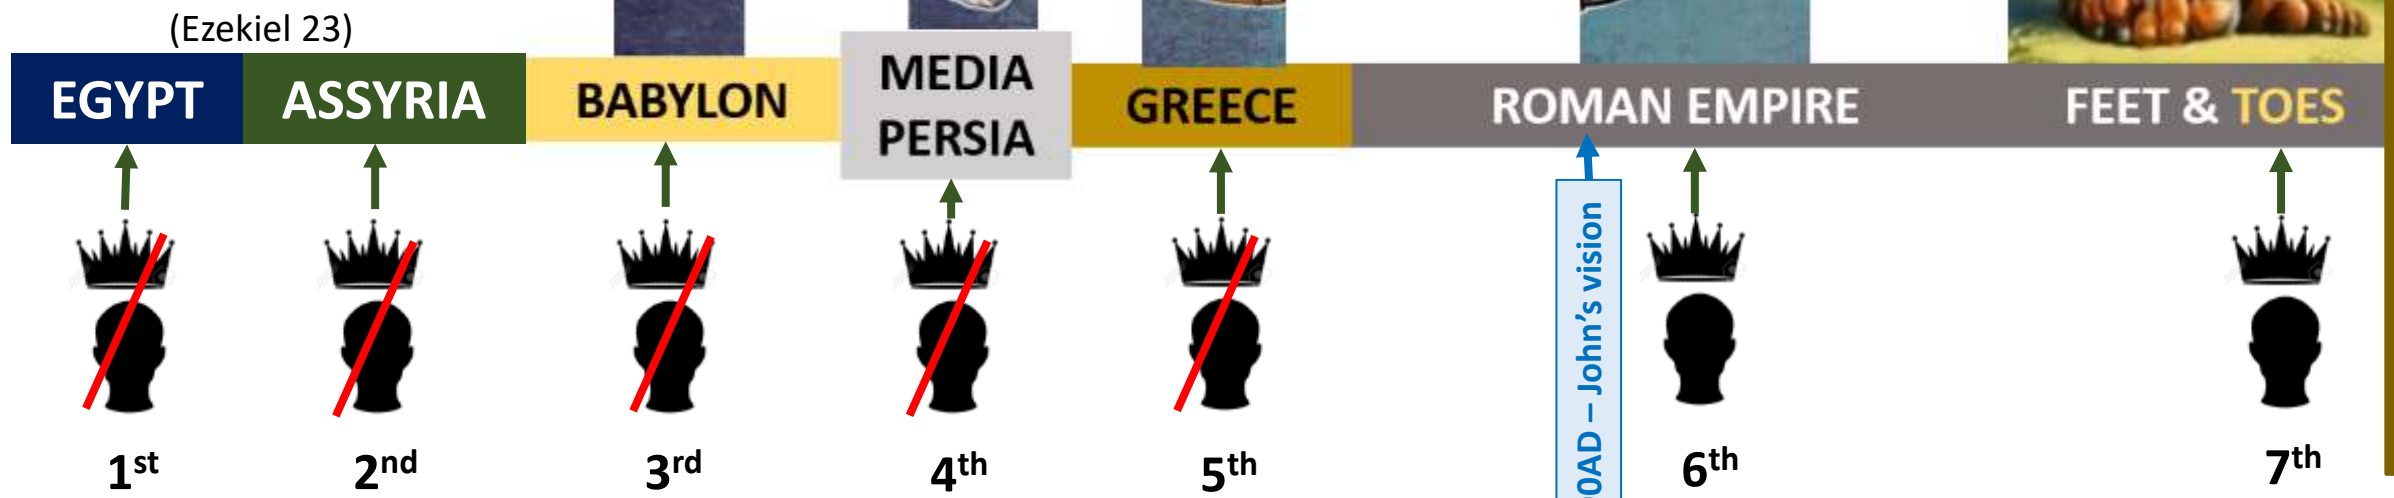 (Ezekiel 23)
EGYPT
ASSYRIA
BABYLON
MEDIA
PERSIA
GREECE
ROMAN EMPIRE
FEET & TOES
0AD – John's vision
1st
2nd
3rd
4th
5th
6th
7th